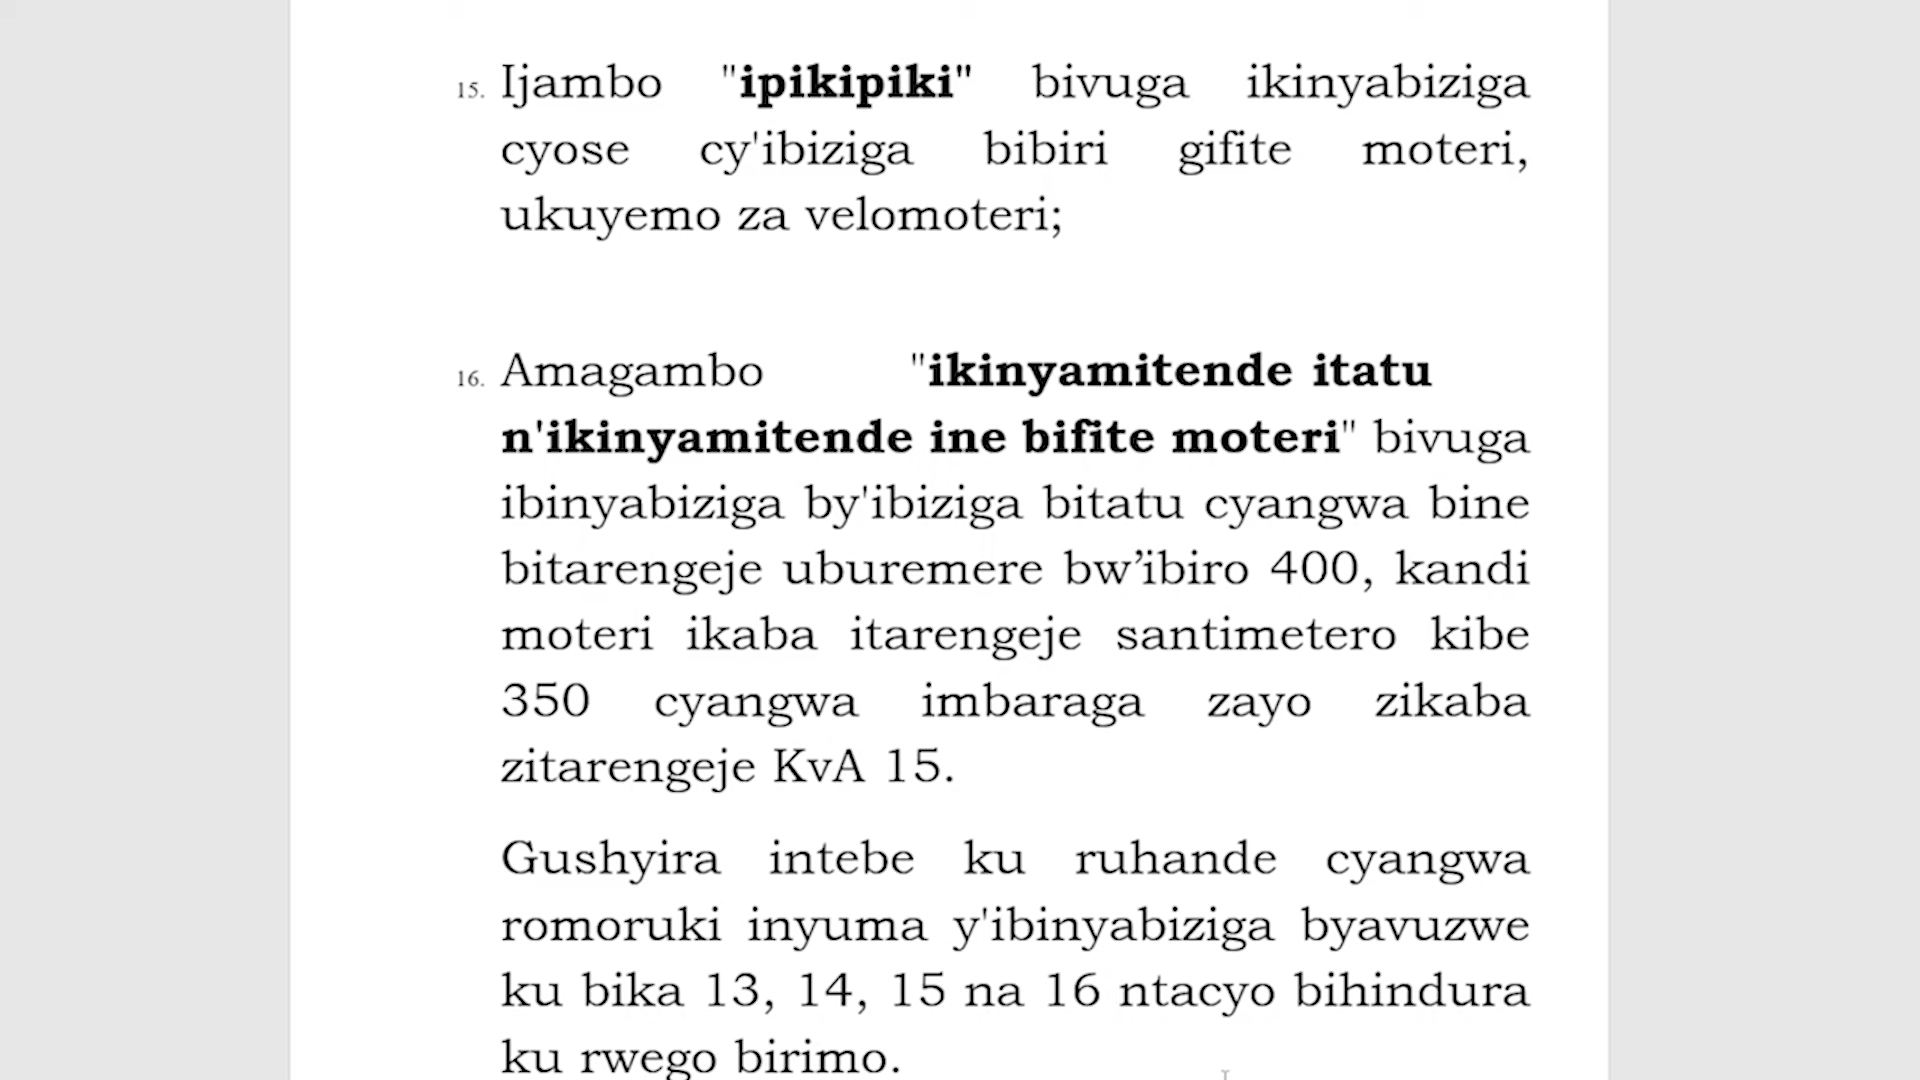 15. Ijambo "ipikipiki" bivuga ikinyabiziga
cyose cy'ibiziga bibiri gifite moteri,
ukuyemo za velomoteri;
16. Amagambo "ikinyamitende itatu
n'ikinyamitende ine bifite moteri" bivuga
ibinyabiziga by'ibiziga bitatu cyangwa bine
bitarengeje uburemere bw’ibiro 400, kandi
moteri ikaba itarengeje santimetero kibe
350 cyangwa imbaraga zayo zikaba
zitarengeje KvA 15.
Gushyira intebe ku ruhande cyangwa
romoruki inyuma y'ibinyabiziga byavuzwe
ku bika 13, 14, 15 na 16 ntacyo bihindura
ku rwego birimo.